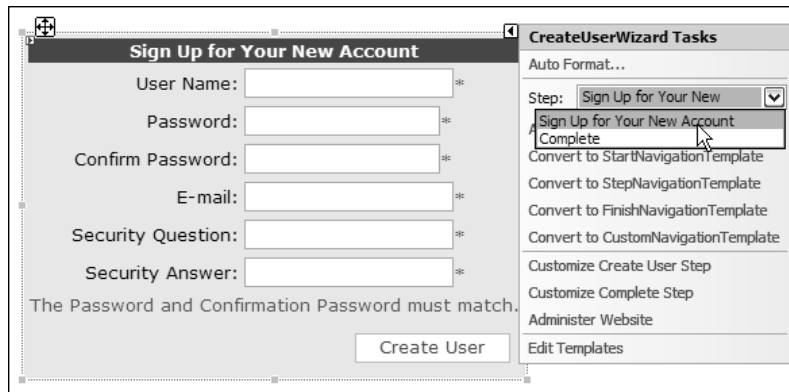 Sign Up for Your New Account
User Name: *
Password: *
Confirm Password: *
E-mail: *
Security Question: *
Security Answer: *
The Password and Confirmation Password must match.
Create User
CreateUserWizard Tasks
Auto Format...
Step: Sign Up for Your New
Sign Up for Your New Account
Complete
Convert to StartNavigationTemplate
Convert to StepNavigationTemplate
Convert to FinishNavigationTemplate
Convert to CustomNavigationTemplate
Customize Create User Step
Customize Complete Step
Administer Website
Edit Templates